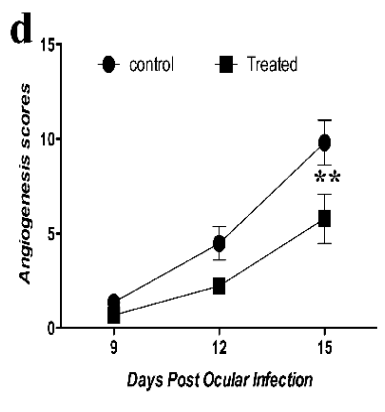 d
15
control Treated
10
**
5
0
Angiogenesis scores
9 12 15
Days Post Ocular Infection